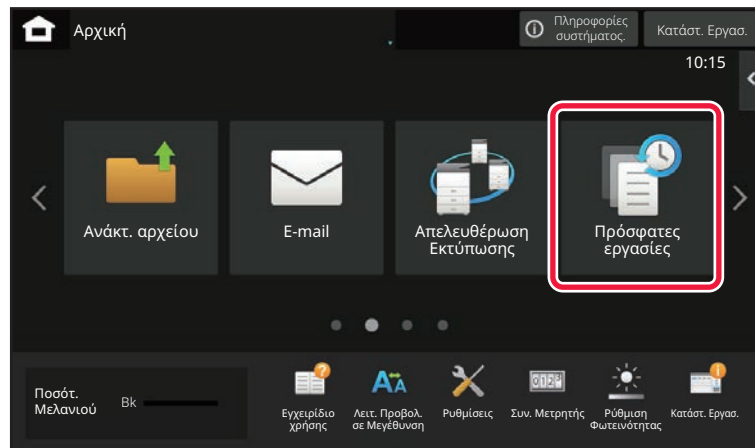 Αρχική
Πληροφορίες
συστήματος.
Κατάστ. Εργασ.
10:15
Ανάκτ. αρχείου
E-mail
Απελευθέρωση
Εκτύπωσης
Πρόσφατες
εργασίες
Ποσότ.
Μελανιού
Bk
Εγχειρίδιο
χρήσης
Λειτ. Προβολ.
σε Μεγέθυνση
Ρυθμίσεις
Συν. Μετρητής
Ρύθμιση
Φωτεινότητας
Κατάστ. Εργασ.